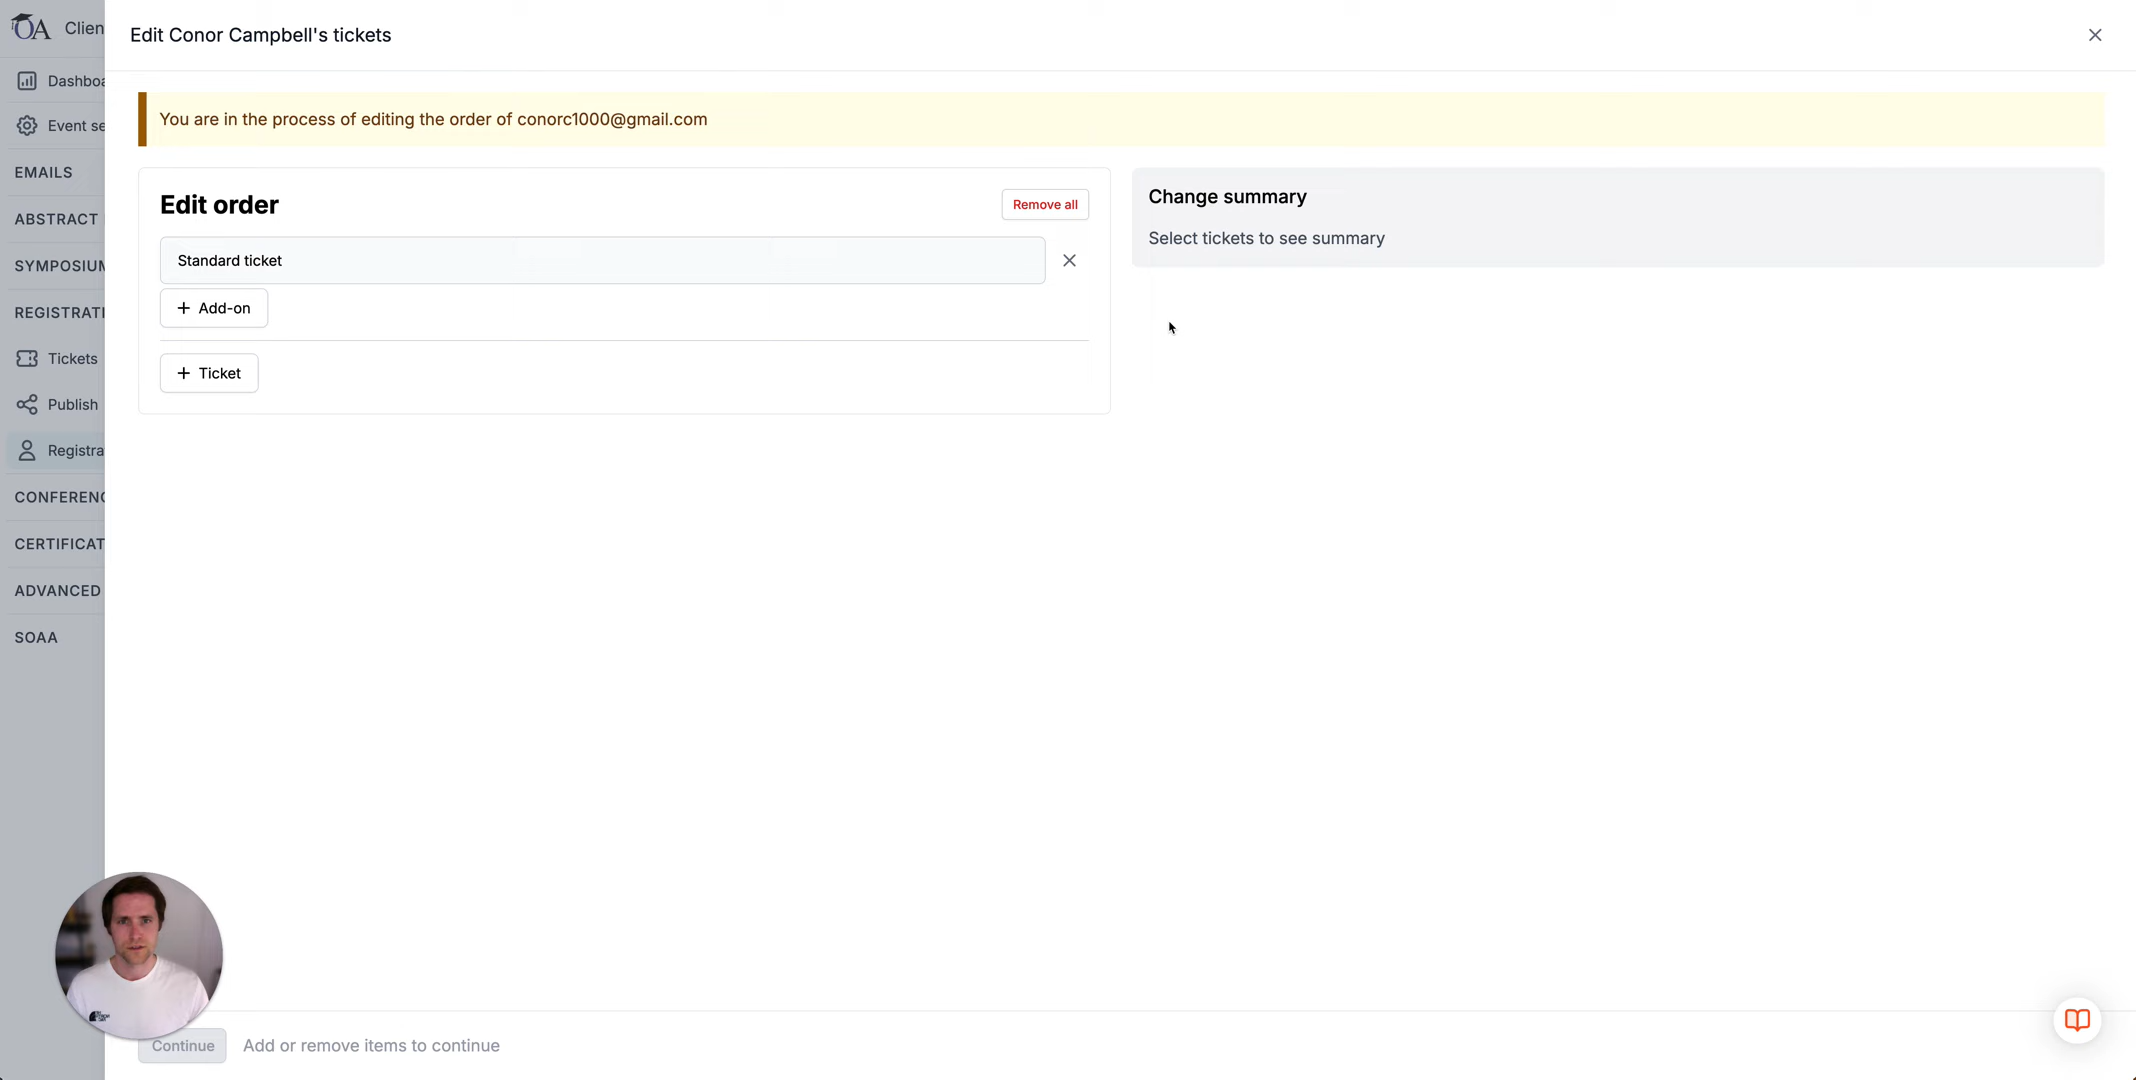 OA Clien
Edit Conor Campbell's tickets
Dashboa
Event se
EMAILS
ABSTRACT
SYMPOSIUM
REGISTRATI
Tickets
Publish
Registra
CONFERENC
CERTIFICAT
ADVANCED
SOAA
You are in the process of editing the order of conorc1000@gmail.com
Edit order
Remove all
Standard ticket
+ Add-on
+ Ticket
Change summary
Select tickets to see summary
Continue
Add or remove items to continue